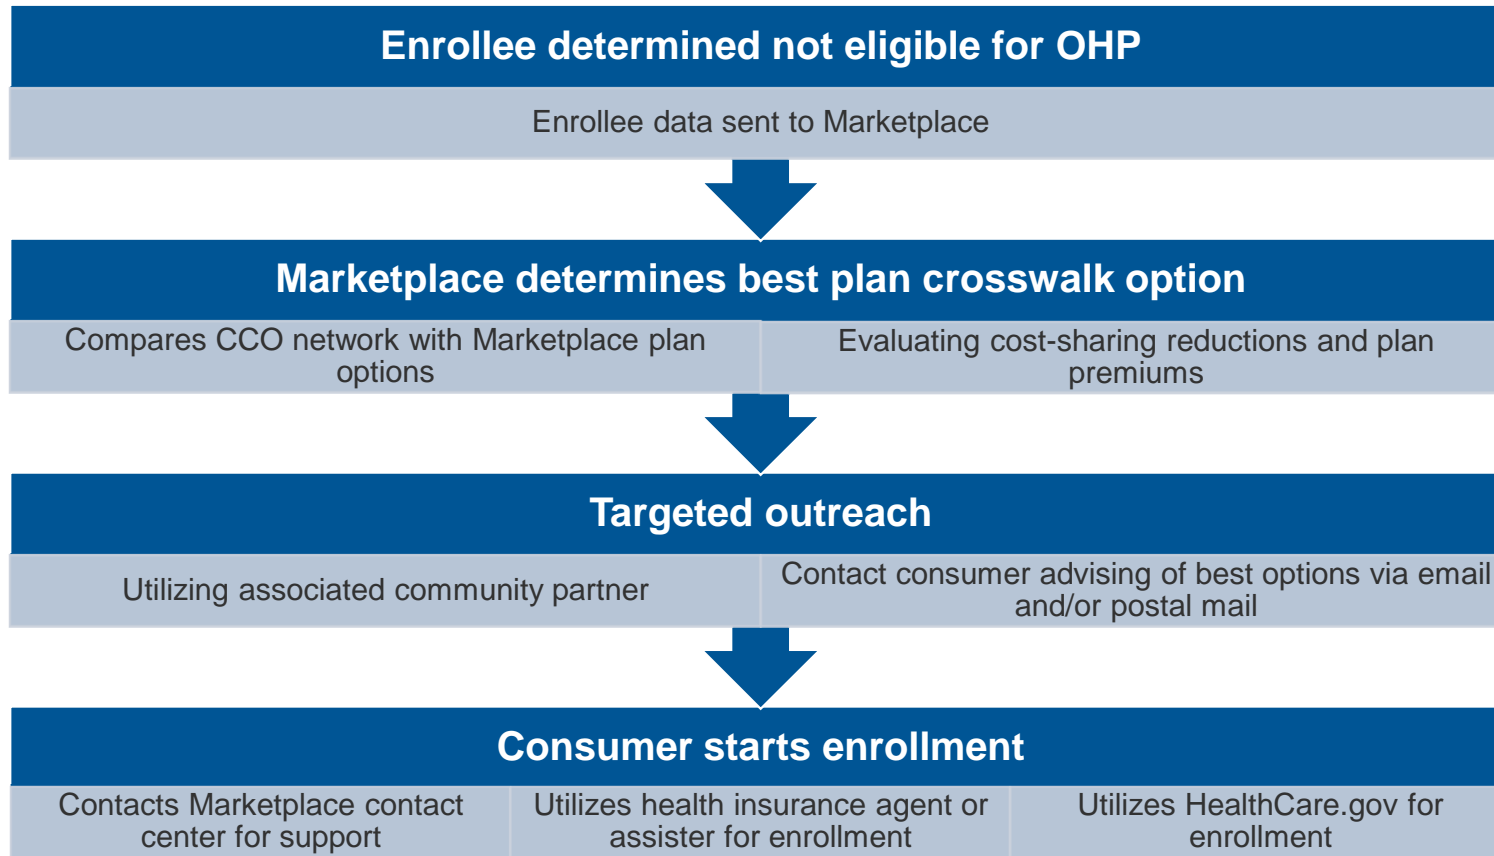 Enrollee determined not eligible for OHP
Enrollee data sent to Marketplace
Marketplace determines best plan crosswalk option
Compares CCO network with Marketplace plan
options
Evaluating cost-sharing reductions and plan
premiums
Targeted outreach
Utilizing associated community partner
Contact consumer advising of best options via email
and/or postal mail
Consumer starts enrollment
Contacts Marketplace contact
center for support
Utilizes health insurance agent or
assister for enrollment
Utilizes HealthCare.gov for
enrollment